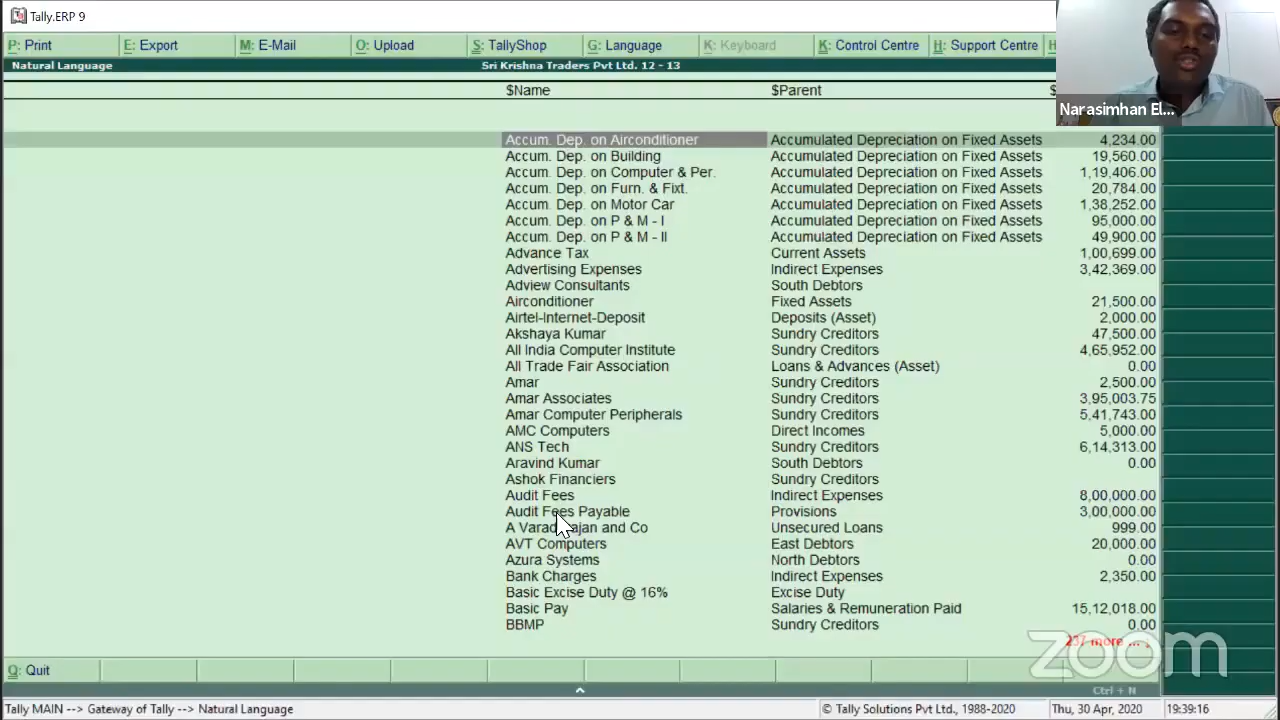 Tally.ERP 9
P: Print E: Export M: E-Mail O: Upload S: TallyShop G: Language K: Keyboard K: Control Centre H: Support Centre H
Natural Language Sri Krishna Traders Pvt Ltd. 12 - 13
Narasimhan El...
$Name $Parent $
Accum. Dep. on Airconditioner Accumulated Depreciation on Fixed Assets 4,234.00
Accum. Dep. on Building Accumulated Depreciation on Fixed Assets 19,560.00
Accum. Dep. on Computer & Per. Accumulated Depreciation on Fixed Assets 1,19,406.00
Accum. Dep. on Furn. & Fixt. Accumulated Depreciation on Fixed Assets 20,784.00
Accum. Dep. on Motor Car Accumulated Depreciation on Fixed Assets 1,38,252.00
Accum. Dep. on P & M - I Accumulated Depreciation on Fixed Assets 95,000.00
Accum. Dep. on P & M - II Accumulated Depreciation on Fixed Assets 49,900.00
Advance Tax Current Assets 1,00,699.00
Advertising Expenses Indirect Expenses 3,42,369.00
Adview Consultants South Debtors
Airconditioner Fixed Assets 21,500.00
Airtel-Internet-Deposit Deposits (Asset) 2,000.00
Akshaya Kumar Sundry Creditors 47,500.00
All India Computer Institute Sundry Creditors 4,65,952.00
All Trade Fair Association Loans & Advances (Asset) 0.00
Amar Sundry Creditors 2,500.00
Amar Associates Sundry Creditors 3,95,003.75
Amar Computer Peripherals Sundry Creditors 5,41,743.00
AMC Computers Direct Incomes 5,000.00
ANS Tech Sundry Creditors 6,14,313.00
Aravind Kumar South Debtors 0.00
Ashok Financiers Sundry Creditors
Audit Fees Indirect Expenses 8,00,000.00
Audit Fees Payable Provisions 3,00,000.00
A Varadarajan and Co Unsecured Loans 999.00
AVT Computers East Debtors 20,000.00
Azura Systems North Debtors 0.00
Bank Charges Indirect Expenses 2,350.00
Basic Excise Duty @ 16% Excise Duty
Basic Pay Salaries & Remuneration Paid 15,12,018.00
BBMP Sundry Creditors 0.00
237 more ...
zoom
Q: Quit
Ctrl + N
Tally MAIN --> Gateway of Tally --> Natural Language © Tally Solutions Pvt Ltd., 1988-2020 Thu, 30 Apr, 2020 19:39:16